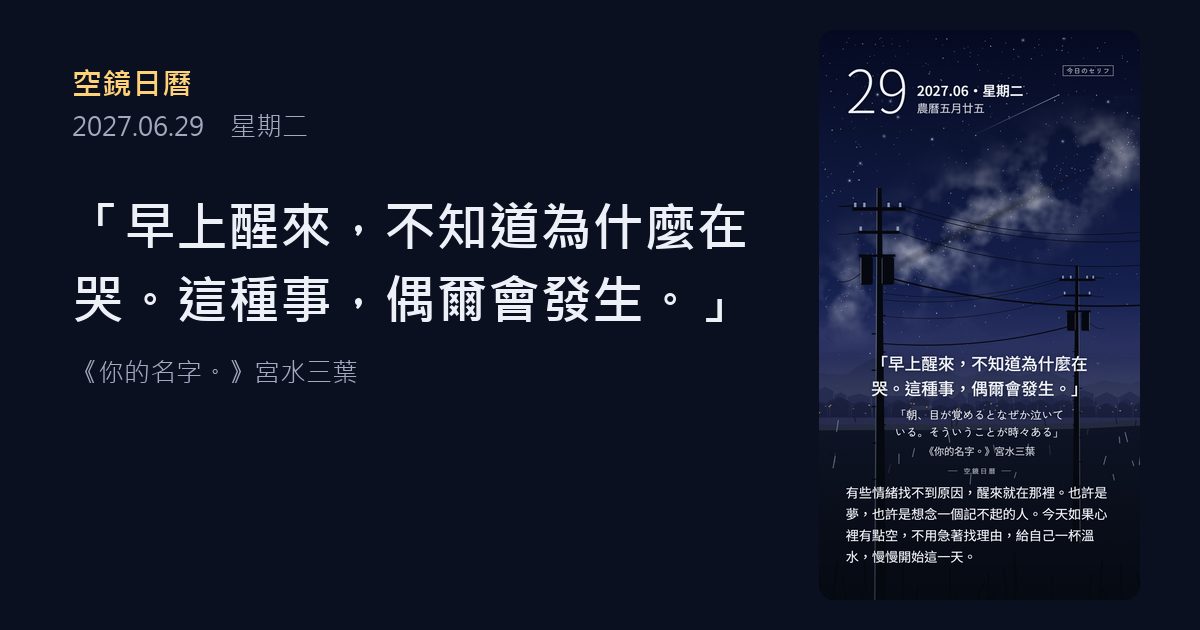 空鏡日曆
2027.06.29 星期二
「早上醒來，不知道為什麼在
哭。這種事，偶爾會發生。」
《你的名字。》宮水三葉
29
2027.06・星期二
農曆五月廿五
今日のセリフ
「早上醒來，不知道為什麼在
哭。這種事，偶爾會發生。」
「朝、目が覚めるとなぜか泣いて
いる。そういうことが時々ある」
《你的名字。》宮水三葉
空鏡日曆
有些情緒找不到原因，醒來就在那裡。也許是
夢，也許是想念一個記不起的人。今天如果心
裡有點空，不用急著找理由，給自己一杯溫
水，慢慢開始這一天。